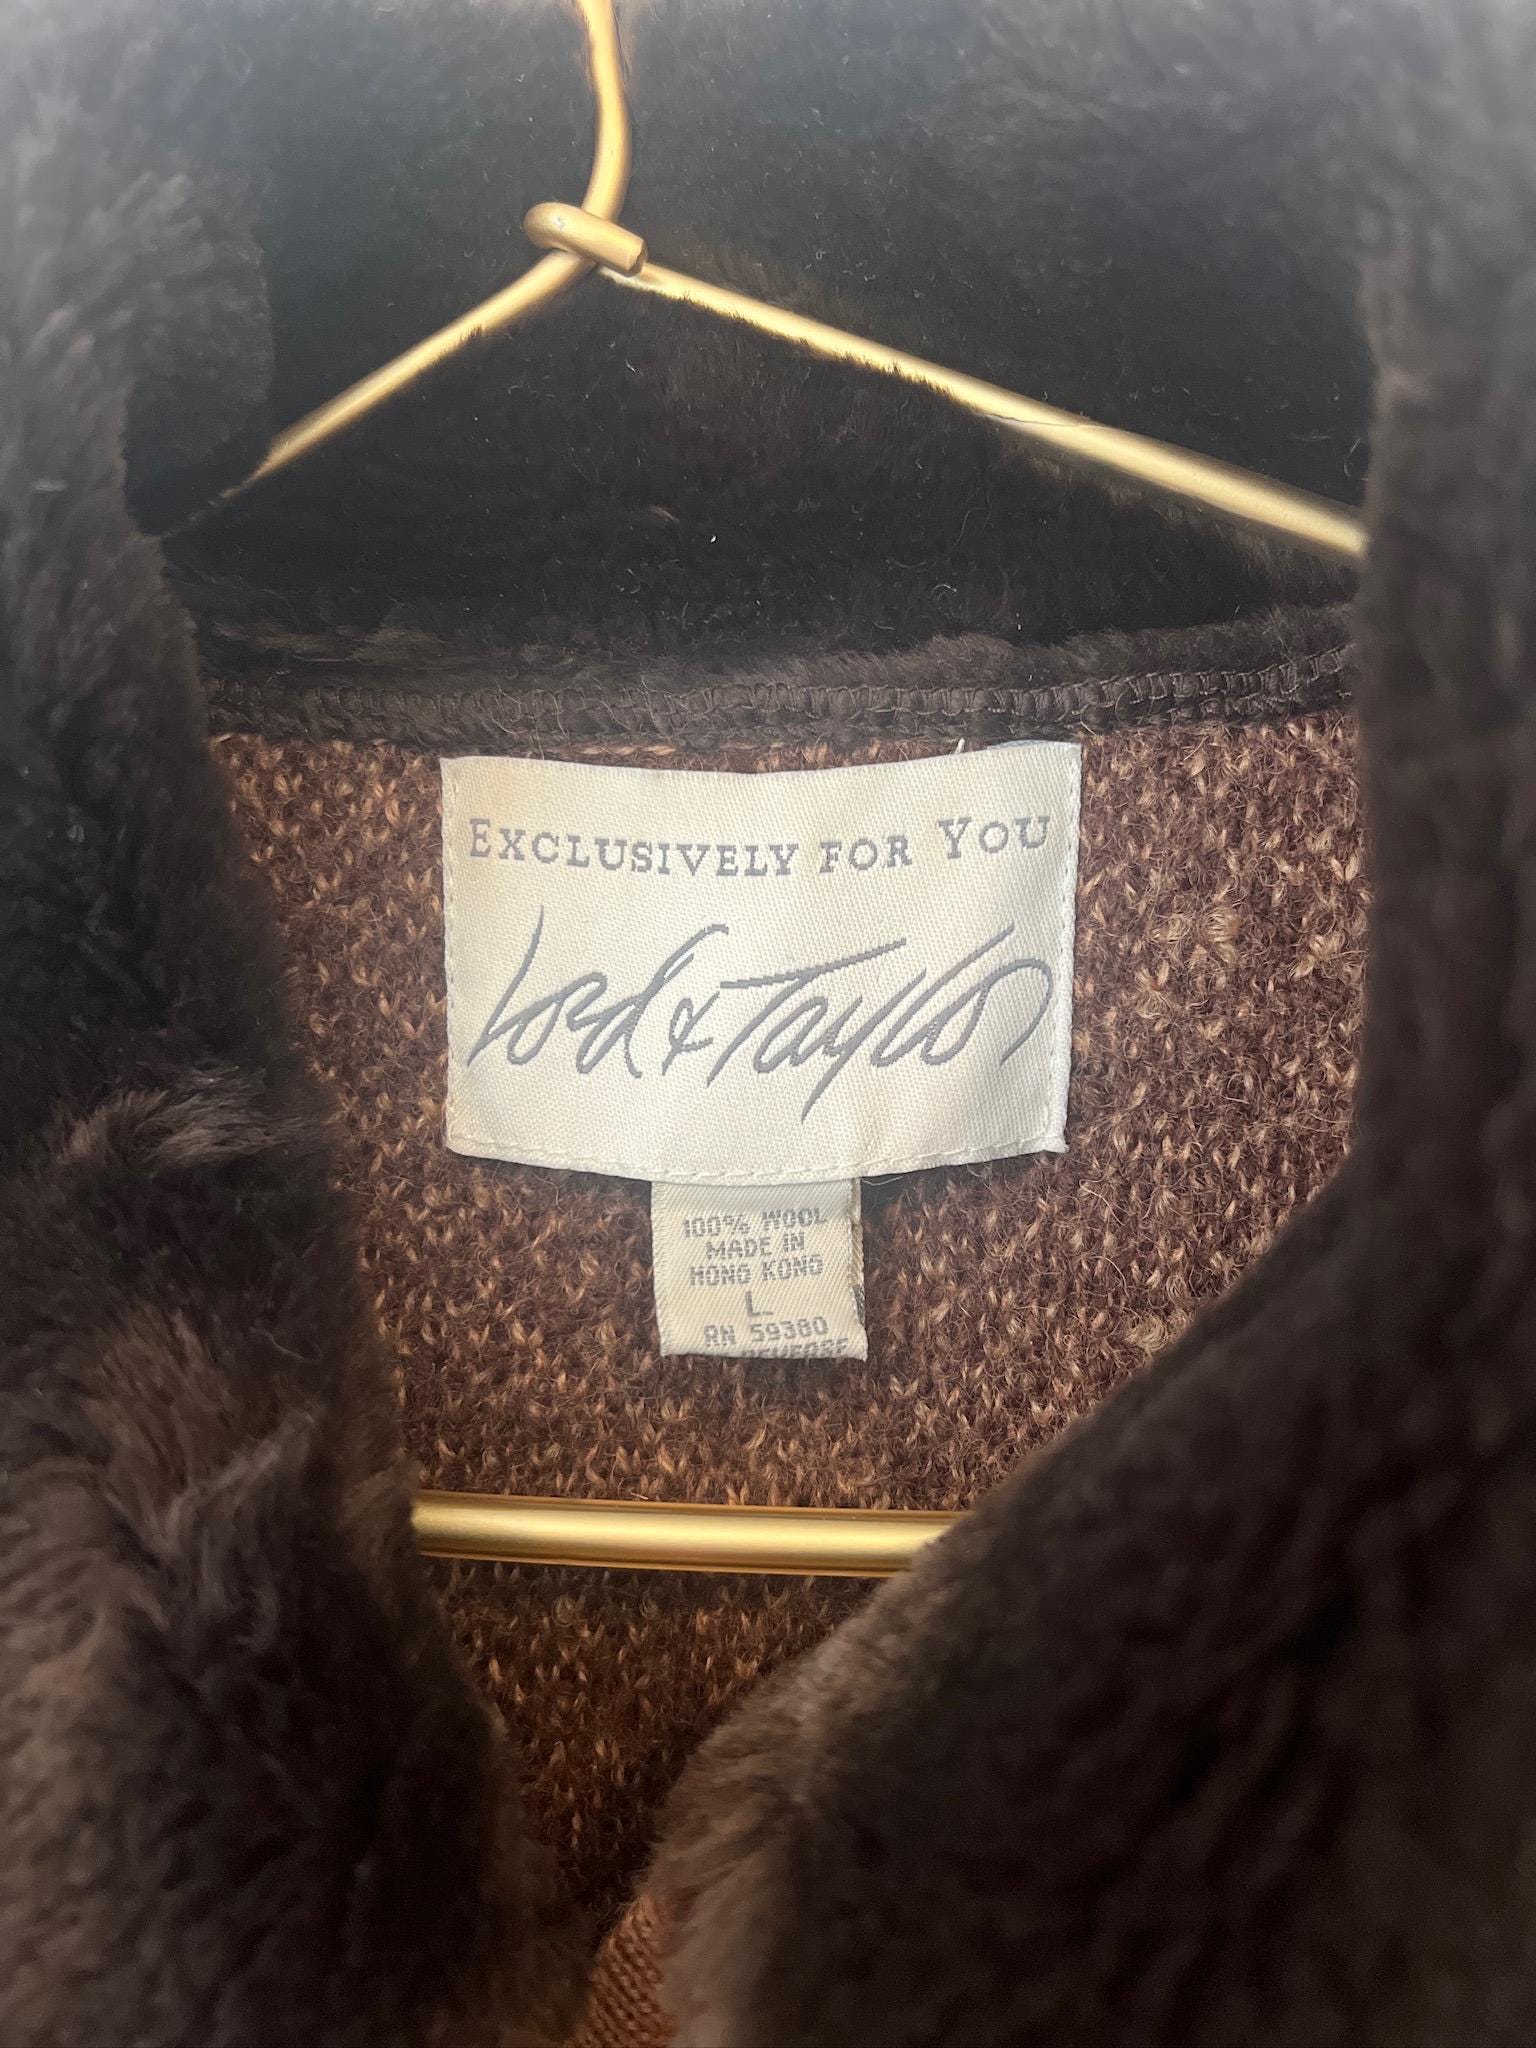 EXCLUSIVELY FOR YOU
Lord & Taylor
100% WOOL
MADE IN
HONG KONG
L
RN 59380